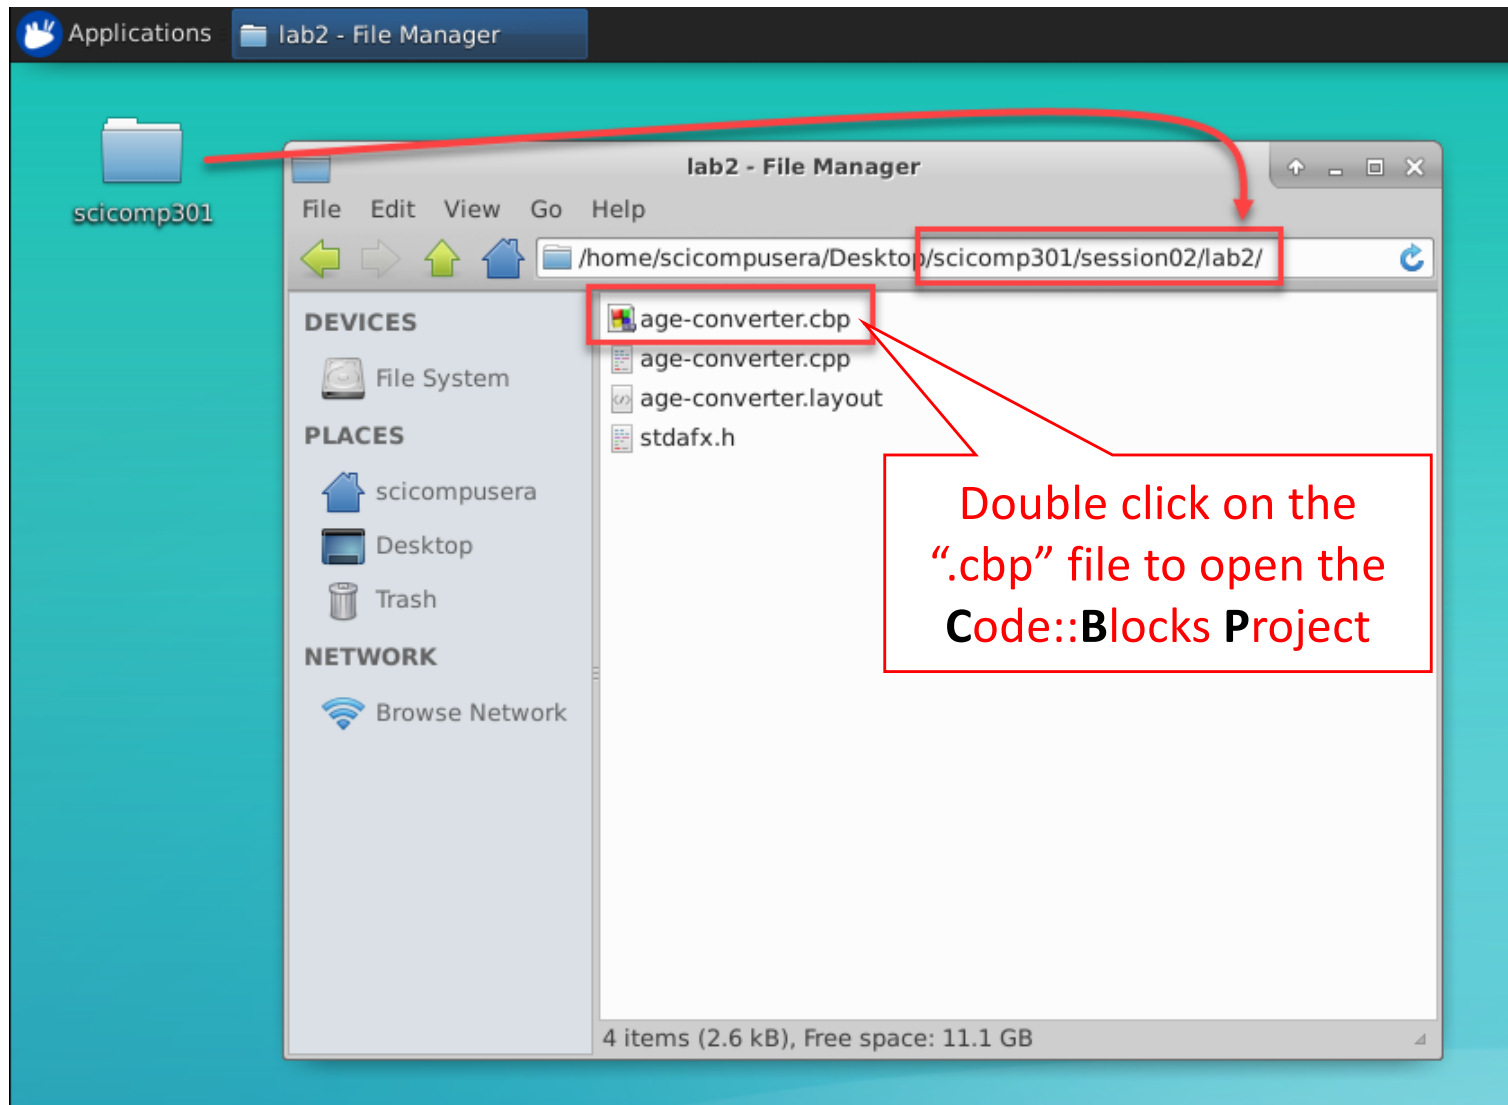 Applications
lab2 - File Manager
scicomp301
lab2 - File Manager
File Edit View Go Help
/home/scicompusera/Desktop/scicomp301/session02/lab2/
DEVICES
File System
PLACES
scicompusera
Desktop
Trash
NETWORK
Browse Network
age-converter.cbp
age-converter.cpp
age-converter.layout
stdafx.h
Double click on the
“.cbp” file to open the
Code::Blocks Project
4 items (2.6 kB), Free space: 11.1 GB